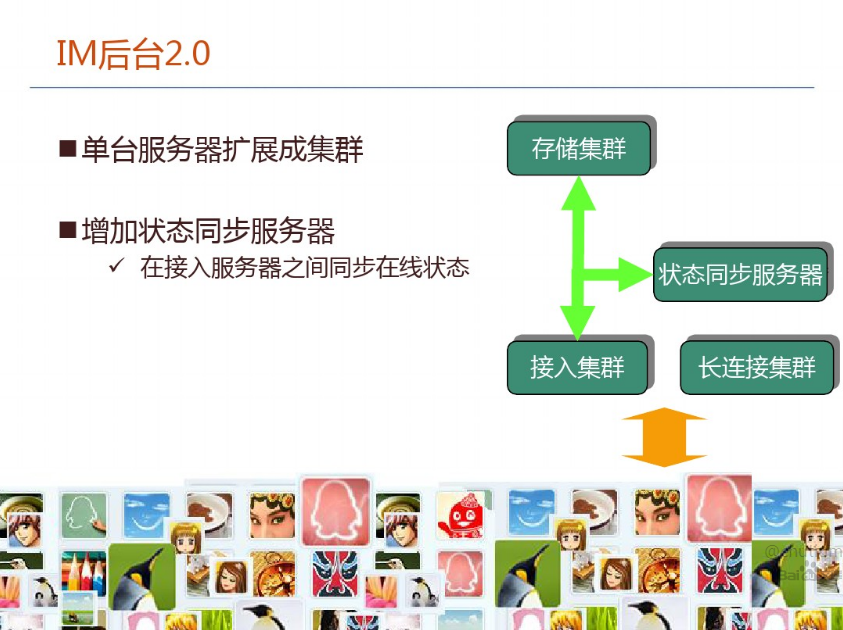 IM后台2.0
■单台服务器扩展成集群
■增加状态同步服务器
✓ 在接入服务器之间同步在线状态
存储集群
状态同步服务器
接入集群
长连接集群